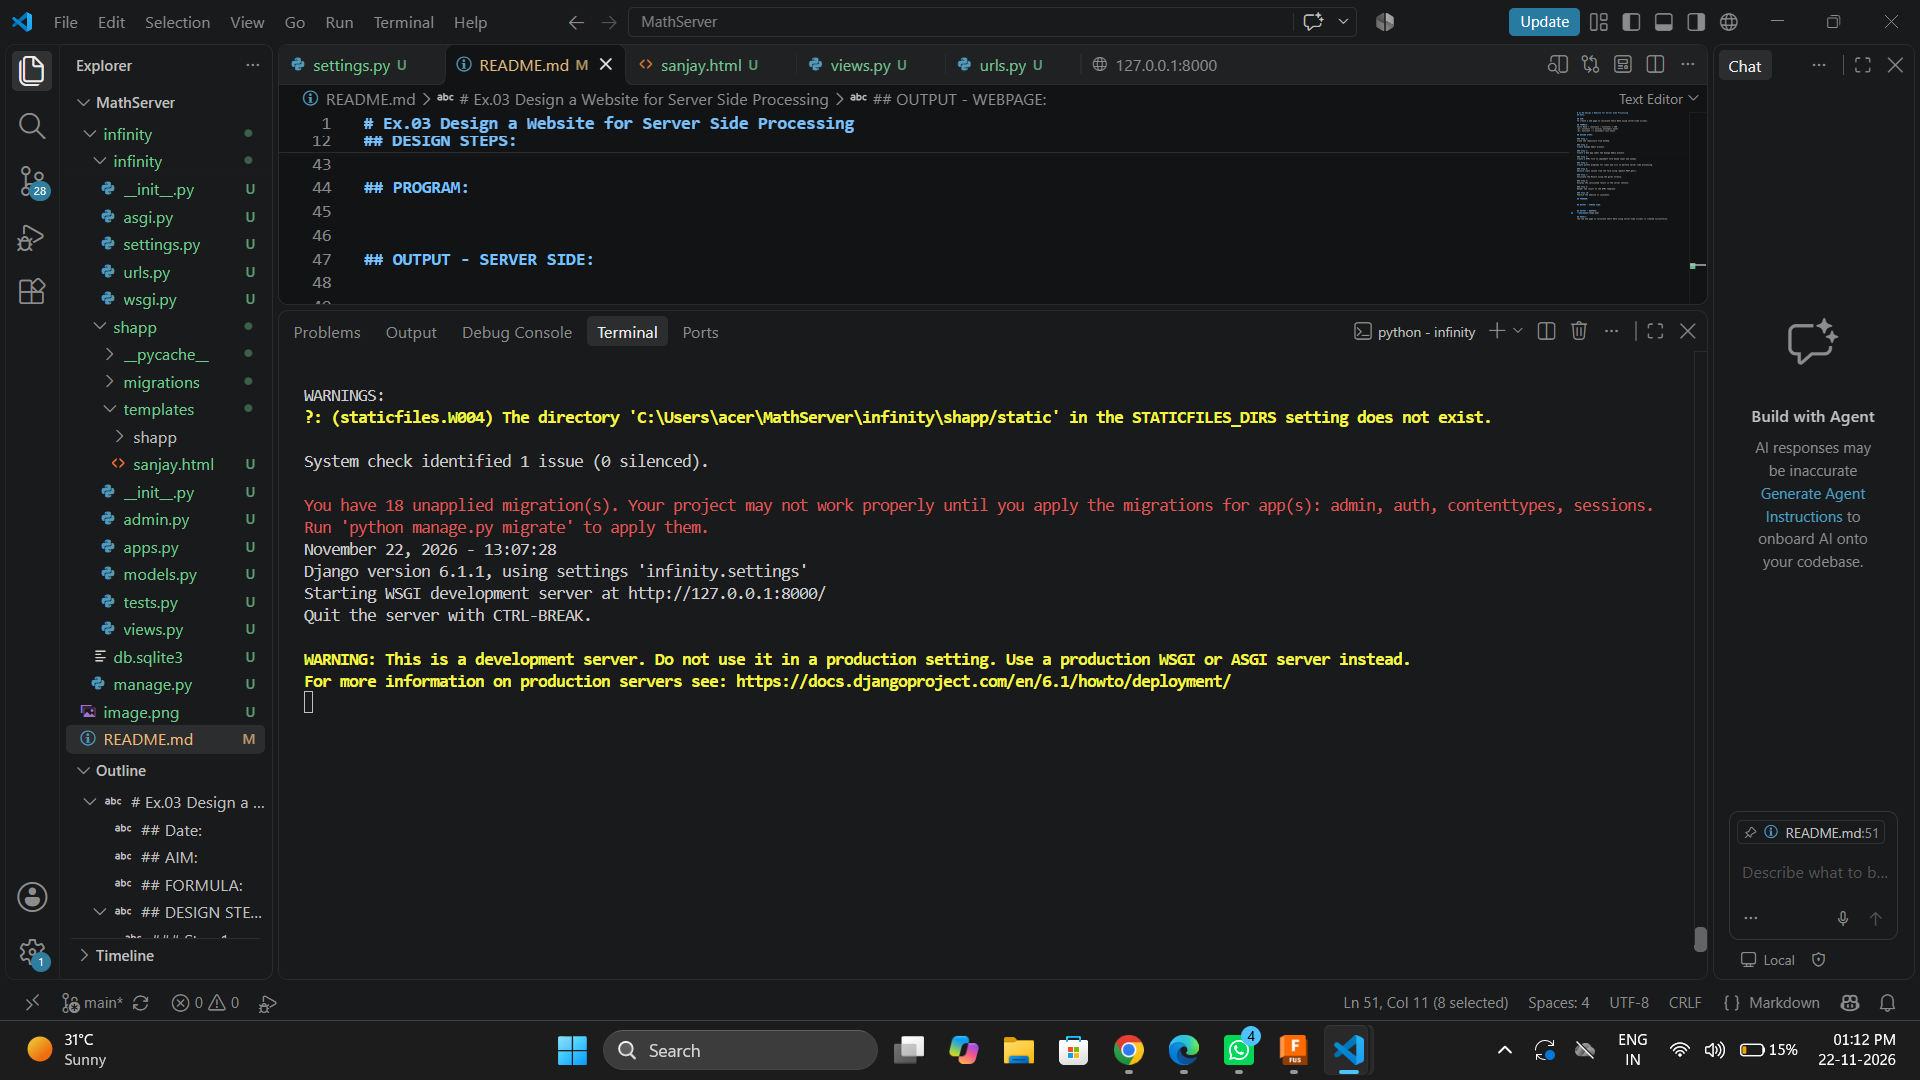 File Edit Selection View Go Run Terminal Help
MathServer
Update
Explorer
MathServer
infinity
infinity
__init__.py U
asgi.py U
settings.py U
urls.py U
wsgi.py U
shapp
__pycache__
migrations
templates
shapp
sanjay.html U
__init__.py U
admin.py U
apps.py U
models.py U
tests.py U
views.py U
db.sqlite3 U
manage.py U
image.png U
README.md M
Outline
# Ex.03 Design a ...
## Date:
## AIM:
## FORMULA:
## DESIGN STE...
Timeline
28
1
settings.py U
README.md M
sanjay.html U
views.py U
urls.py U
127.0.0.1:8000
README.md > # Ex.03 Design a Website for Server Side Processing > ## OUTPUT - WEBPAGE:
Text Editor
1 # Ex.03 Design a Website for Server Side Processing
12 ## DESIGN STEPS:
43
44 ## PROGRAM:
45
46
47 ## OUTPUT - SERVER SIDE:
48
Problems Output Debug Console Terminal Ports
python - infinity
WARNINGS:
?: (staticfiles.W004) The directory 'C:\Users\acer\MathServer\infinity\shapp/static' in the STATICFILES_DIRS setting does not exist.
System check identified 1 issue (0 silenced).
You have 18 unapplied migration(s). Your project may not work properly until you apply the migrations for app(s): admin, auth, contenttypes, sessions.
Run 'python manage.py migrate' to apply them.
November 22, 2026 - 13:07:28
Django version 6.1.1, using settings 'infinity.settings'
Starting WSGI development server at http://127.0.0.1:8000/
Quit the server with CTRL-BREAK.
WARNING: This is a development server. Do not use it in a production setting. Use a production WSGI or ASGI server instead.
For more information on production servers see: https://docs.djangoproject.com/en/6.1/howto/deployment/
Chat
Build with Agent
AI responses may
be inaccurate
Generate Agent
Instructions to
onboard AI onto
your codebase.
README.md:51
Describe what to b...
Local
main*
0 0
Ln 51, Col 11 (8 selected)
Spaces: 4
UTF-8
CRLF
{ } Markdown
31°C
Sunny
Search
4
FUS
ENG
IN
15%
01:12 PM
22-11-2026